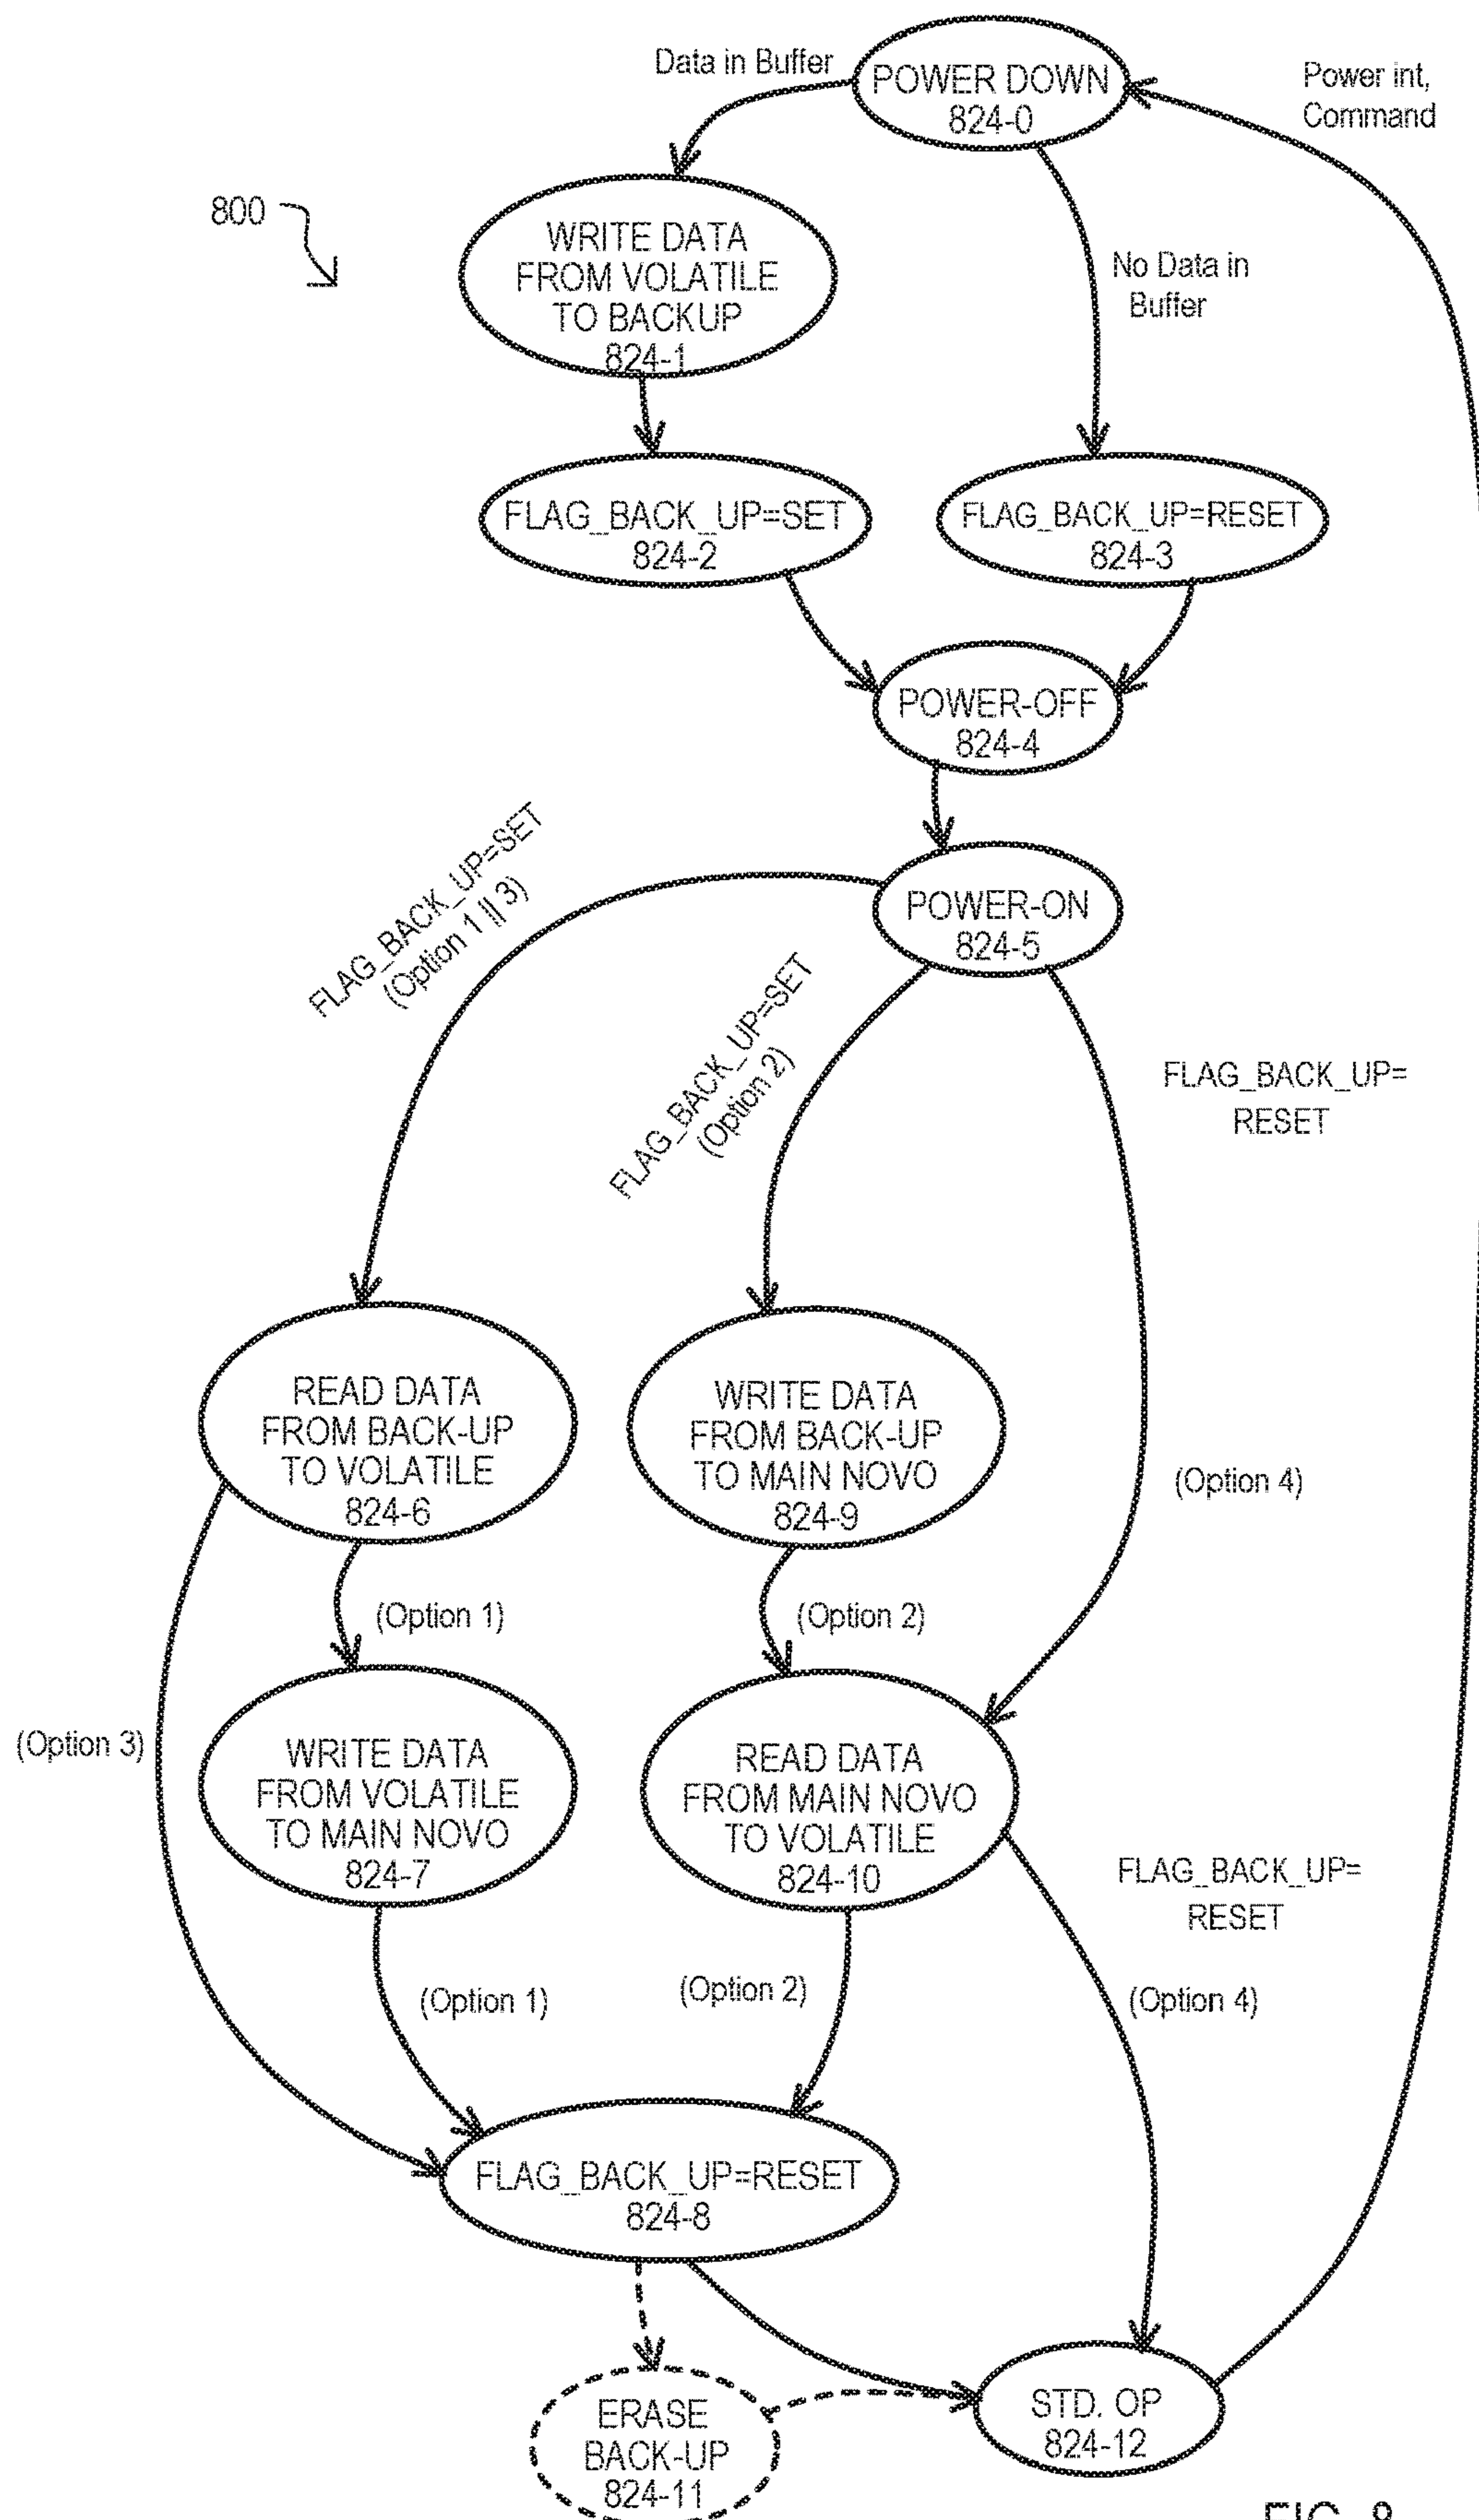 Data in Buffer
POWER DOWN
824-0
Power int,
Command
800
WRITE DATA
FROM VOLATILE
TO BACKUP
824-1
No Data in
Buffer
FLAG_BACK_UP=SET
824-2
FLAG_BACK_UP=RESET
824-3
POWER-OFF
824-4
POWER-ON
824-5
FLAG_BACK_UP=SET
(Option 1 || 3)
FLAG_BACK_UP=SET
(Option 2)
FLAG_BACK_UP=
RESET
READ DATA
FROM BACK-UP
TO VOLATILE
824-6
WRITE DATA
FROM BACK-UP
TO MAIN NOVO
824-9
(Option 4)
(Option 1)
(Option 2)
(Option 3)
WRITE DATA
FROM VOLATILE
TO MAIN NOVO
824-7
READ DATA
FROM MAIN NOVO
TO VOLATILE
824-10
FLAG_BACK_UP=
RESET
(Option 1)
(Option 2)
(Option 4)
FLAG_BACK_UP=RESET
824-8
ERASE
BACK-UP
824-11
STD. OP
824-12
FIG. 8